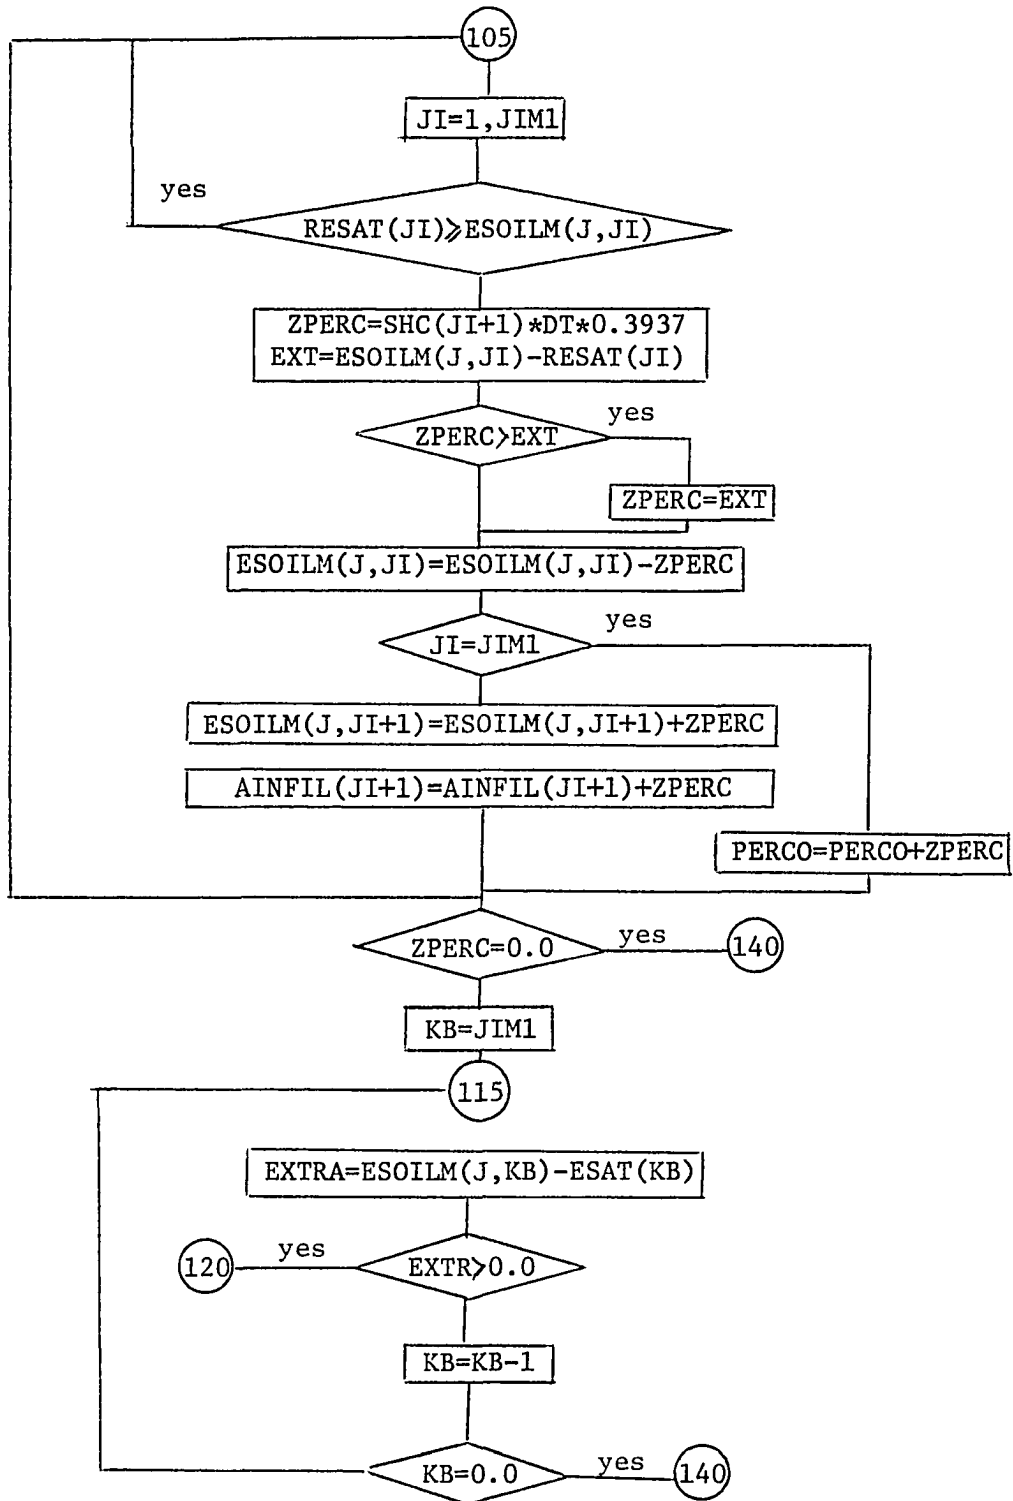 105
JI=1,JIM1
yes
RESAT(JI)⩾ESOILM(J,JI)
ZPERC=SHC(JI+1)*DT*0.3937
EXT=ESOILM(J,JI)-RESAT(JI)
yes
ZPERC>EXT
ZPERC=EXT
ESOILM(J,JI)=ESOILM(J,JI)-ZPERC
yes
JI=JIM1
ESOILM(J,JI+1)=ESOILM(J,JI+1)+ZPERC
AINFIL(JI+1)=AINFIL(JI+1)+ZPERC
PERCO=PERCO+ZPERC
ZPERC=0.0
yes
140
KB=JIM1
115
EXTRA=ESOILM(J,KB)-ESAT(KB)
120
yes
EXTR>0.0
KB=KB-1
KB=0.0
yes
140